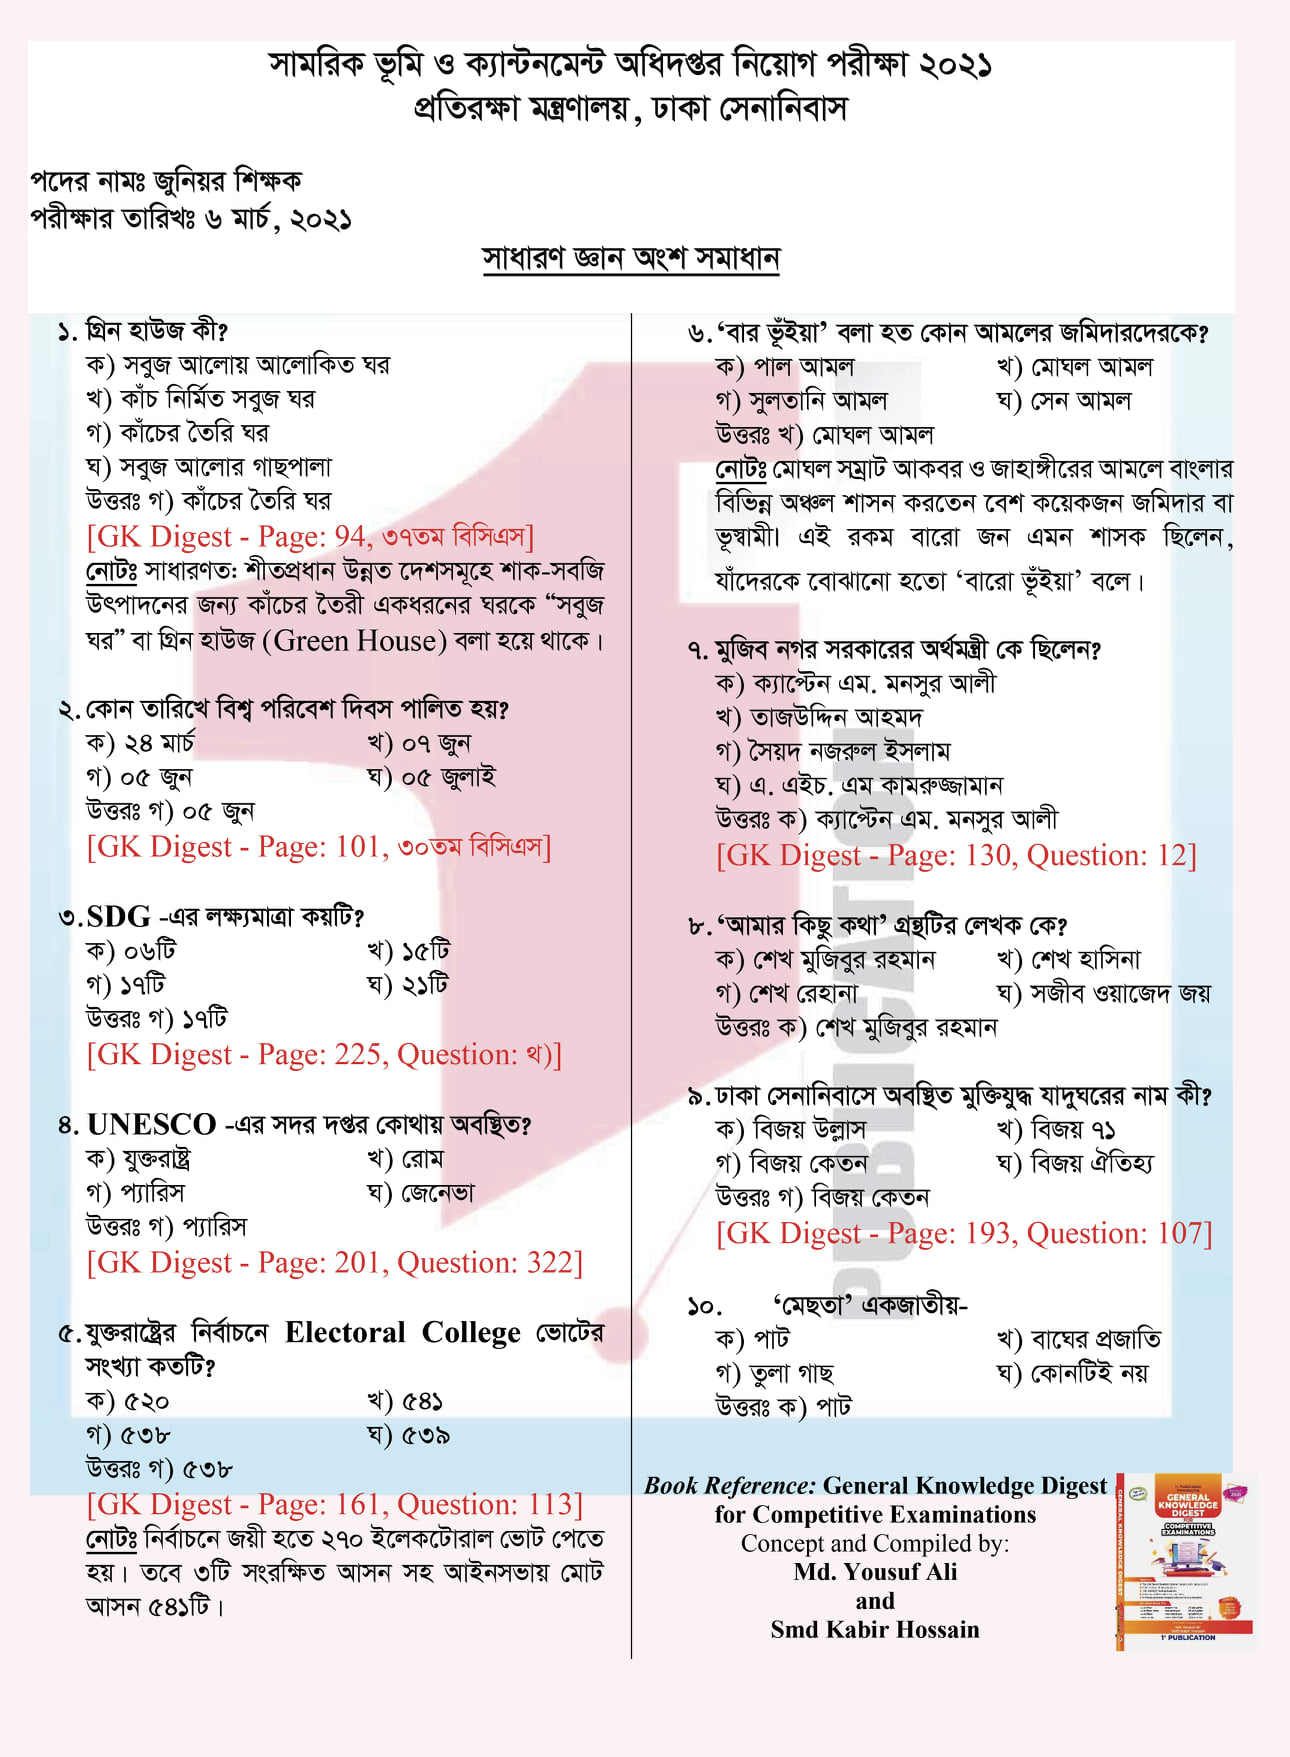 সামরিক ভূমি ও ক্যান্টনমেন্ট অধিদপ্তর নিয়োগ পরীক্ষা ২০২১
প্রতিরক্ষা মন্ত্রণালয়, ঢাকা সেনানিবাস
পদের নামঃ জুনিয়র শিক্ষক
পরীক্ষার তারিখঃ ৬ মার্চ, ২০২১
সাধারণ জ্ঞান অংশ সমাধান
১. গ্রিন হাউজ কী?
ক) সবুজ আলোয় আলোকিত ঘর
খ) কাঁচ নির্মিত সবুজ ঘর
গ) কাঁচের তৈরি ঘর
ঘ) সবুজ আলোর গাছপালা
উত্তরঃ গ) কাঁচের তৈরি ঘর
[GK Digest - Page: 94, ৩৭তম বিসিএস]
নোটঃ সাধারণত: শীতপ্রধান উন্নত দেশসমূহে শাক-সবজি
উৎপাদনের জন্য কাঁচের তৈরী একধরনের ঘরকে “সবুজ
ঘর” বা গ্রিন হাউজ (Green House) বলা হয়ে থাকে।
২. কোন তারিখে বিশ্ব পরিবেশ দিবস পালিত হয়?
ক) ২৪ মার্চ খ) ০৭ জুন
গ) ০৫ জুন ঘ) ০৫ জুলাই
উত্তরঃ গ) ০৫ জুন
[GK Digest - Page: 101, ৩০তম বিসিএস]
৩. SDG -এর লক্ষ্যমাত্রা কয়টি?
ক) ০৬টি খ) ১৫টি
গ) ১৭টি ঘ) ২১টি
উত্তরঃ গ) ১৭টি
[GK Digest - Page: 225, Question: থ)]
৪. UNESCO -এর সদর দপ্তর কোথায় অবস্থিত?
ক) যুক্তরাষ্ট্র খ) রোম
গ) প্যারিস ঘ) জেনেভা
উত্তরঃ গ) প্যারিস
[GK Digest - Page: 201, Question: 322]
৫. যুক্তরাষ্ট্রের নির্বাচনে Electoral College ভোটের
সংখ্যা কতটি?
ক) ৫২০ খ) ৫৪১
গ) ৫৩৮ ঘ) ৫৩৯
উত্তরঃ গ) ৫৩৮
[GK Digest - Page: 161, Question: 113]
নোটঃ নির্বাচনে জয়ী হতে ২৭০ ইলেকটোরাল ভোট পেতে
হয়। তবে ৩টি সংরক্ষিত আসন সহ আইনসভায় মোট
আসন ৫৪১টি।
৬. ‘বার ভূঁইয়া’ বলা হত কোন আমলের জমিদারদেরকে?
ক) পাল আমল খ) মোঘল আমল
গ) সুলতানি আমল ঘ) সেন আমল
উত্তরঃ খ) মোঘল আমল
নোটঃ মোঘল সম্রাট আকবর ও জাহাঙ্গীরের আমলে বাংলার
বিভিন্ন অঞ্চল শাসন করতেন বেশ কয়েকজন জমিদার বা
ভূস্বামী। এই রকম বারো জন এমন শাসক ছিলেন,
যাঁদেরকে বোঝানো হতো ‘বারো ভূঁইয়া’ বলে।
৭. মুজিব নগর সরকারের অর্থমন্ত্রী কে ছিলেন?
ক) ক্যাপ্টেন এম. মনসুর আলী
খ) তাজউদ্দিন আহমদ
গ) সৈয়দ নজরুল ইসলাম
ঘ) এ. এইচ. এম কামরুজ্জামান
উত্তরঃ ক) ক্যাপ্টেন এম. মনসুর আলী
[GK Digest - Page: 130, Question: 12]
৮. ‘আমার কিছু কথা’ গ্রন্থটির লেখক কে?
ক) শেখ মুজিবুর রহমান খ) শেখ হাসিনা
গ) শেখ রেহানা ঘ) সজীব ওয়াজেদ জয়
উত্তরঃ ক) শেখ মুজিবুর রহমান
৯. ঢাকা সেনানিবাসে অবস্থিত মুক্তিযুদ্ধ যাদুঘরের নাম কী?
ক) বিজয় উল্লাস খ) বিজয় ৭১
গ) বিজয় কেতন ঘ) বিজয় ঐতিহ্য
উত্তরঃ গ) বিজয় কেতন
[GK Digest - Page: 193, Question: 107]
১০. ‘মেছতা’ একজাতীয়-
ক) পাট খ) বাঘের প্রজাতি
গ) তুলা গাছ ঘ) কোনটিই নয়
উত্তরঃ ক) পাট
Book Reference: General Knowledge Digest
for Competitive Examinations
Concept and Compiled by:
Md. Yousuf Ali
and
Smd Kabir Hossain
PUBLICATION
GENERAL
KNOWLEDGE
DIGEST
COMPETITIVE
EXAMINATIONS
GENERAL KNOWLEDGE DIGEST
1st PUBLICATION